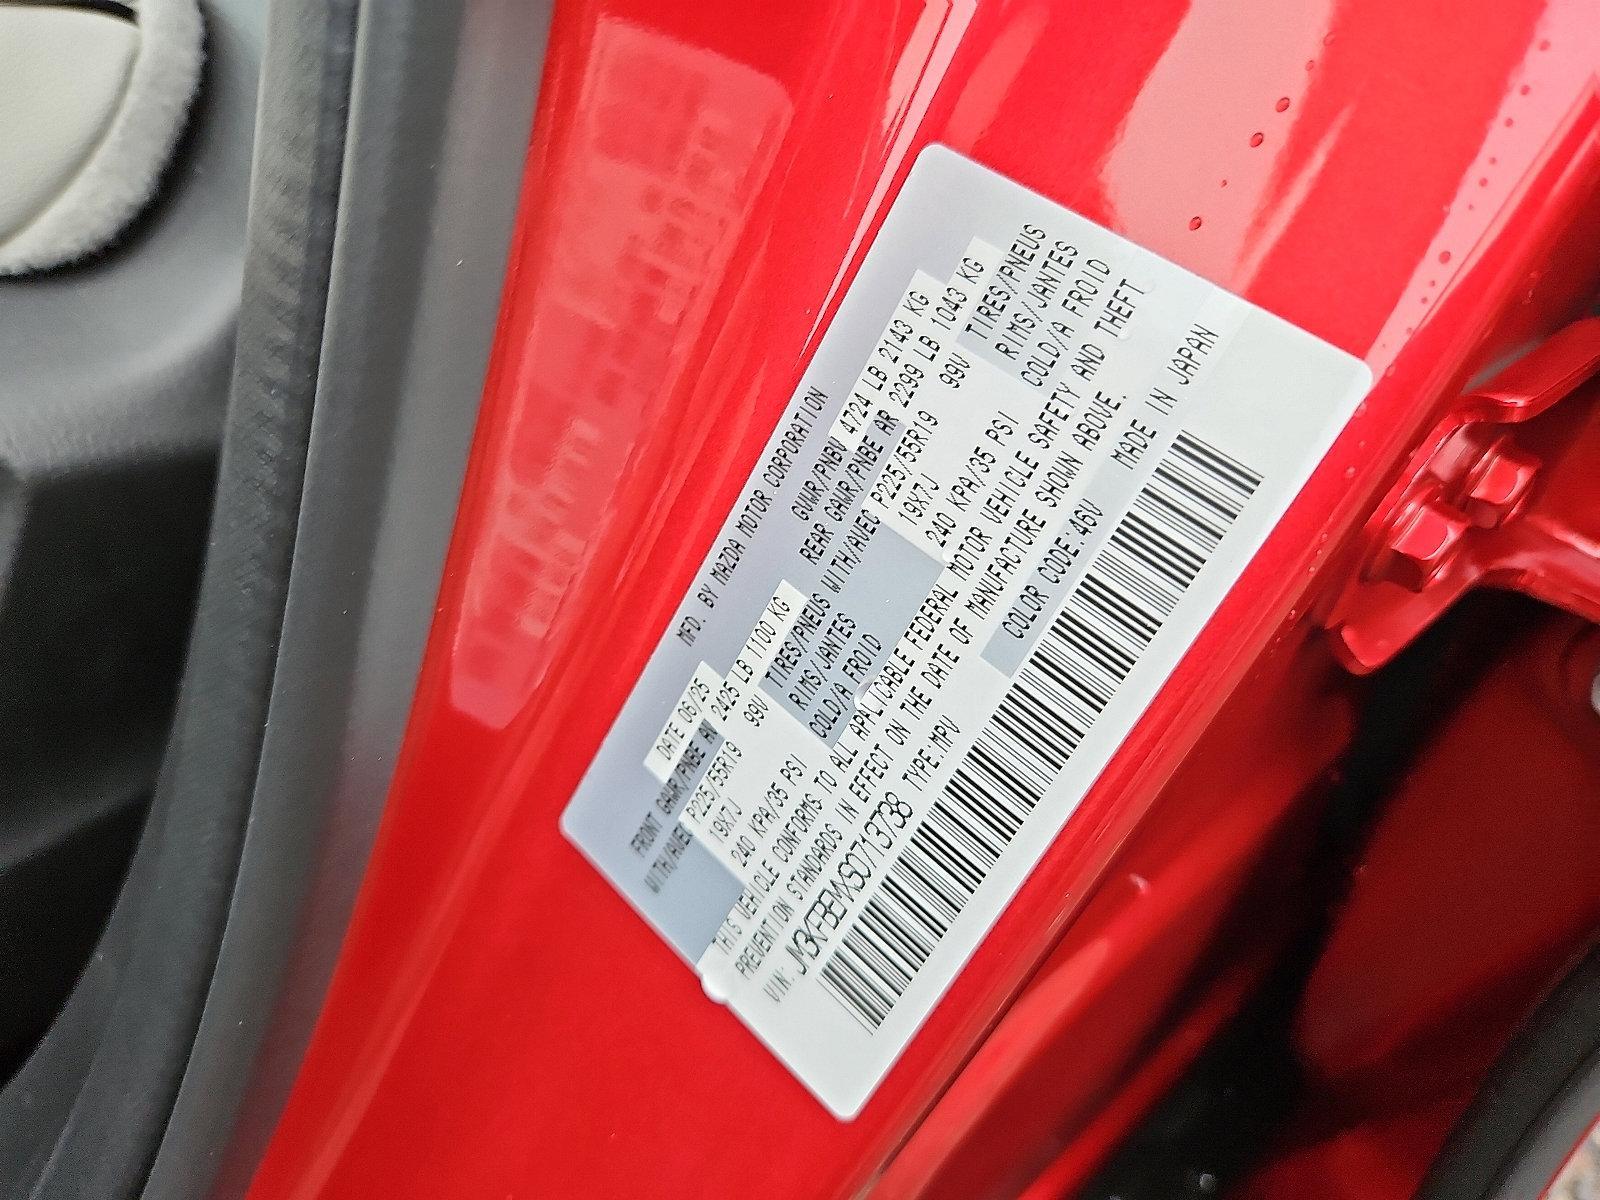 MFD. BY MAZDA MOTOR CORPORATION
DATE 06/25 GVWR/PNBV 4724 LB 2143 KG
FRONT GAWR/PNBE AV 2425 LB 1100 KG REAR GAWR/PNBE AR 2299 LB 1043 KG
WITH/AVEC P225/55R19 99V TIRES/PNEUS WITH/AVEC P225/55R19 99V TIRES/PNEUS
19X7J RIMS/JANTES 19X7J RIMS/JANTES
240 KPA/35 PSI COLD/A FROID 240 KPA/35 PSI COLD/A FROID
THIS VEHICLE CONFORMS TO ALL APPLICABLE FEDERAL MOTOR VEHICLE SAFETY AND THEFT
PREVENTION STANDARDS IN EFFECT ON THE DATE OF MANUFACTURE SHOWN ABOVE.
VIN: JM3KFBEMXS0713738 TYPE:MPV COLOR CODE:46V MADE IN JAPAN